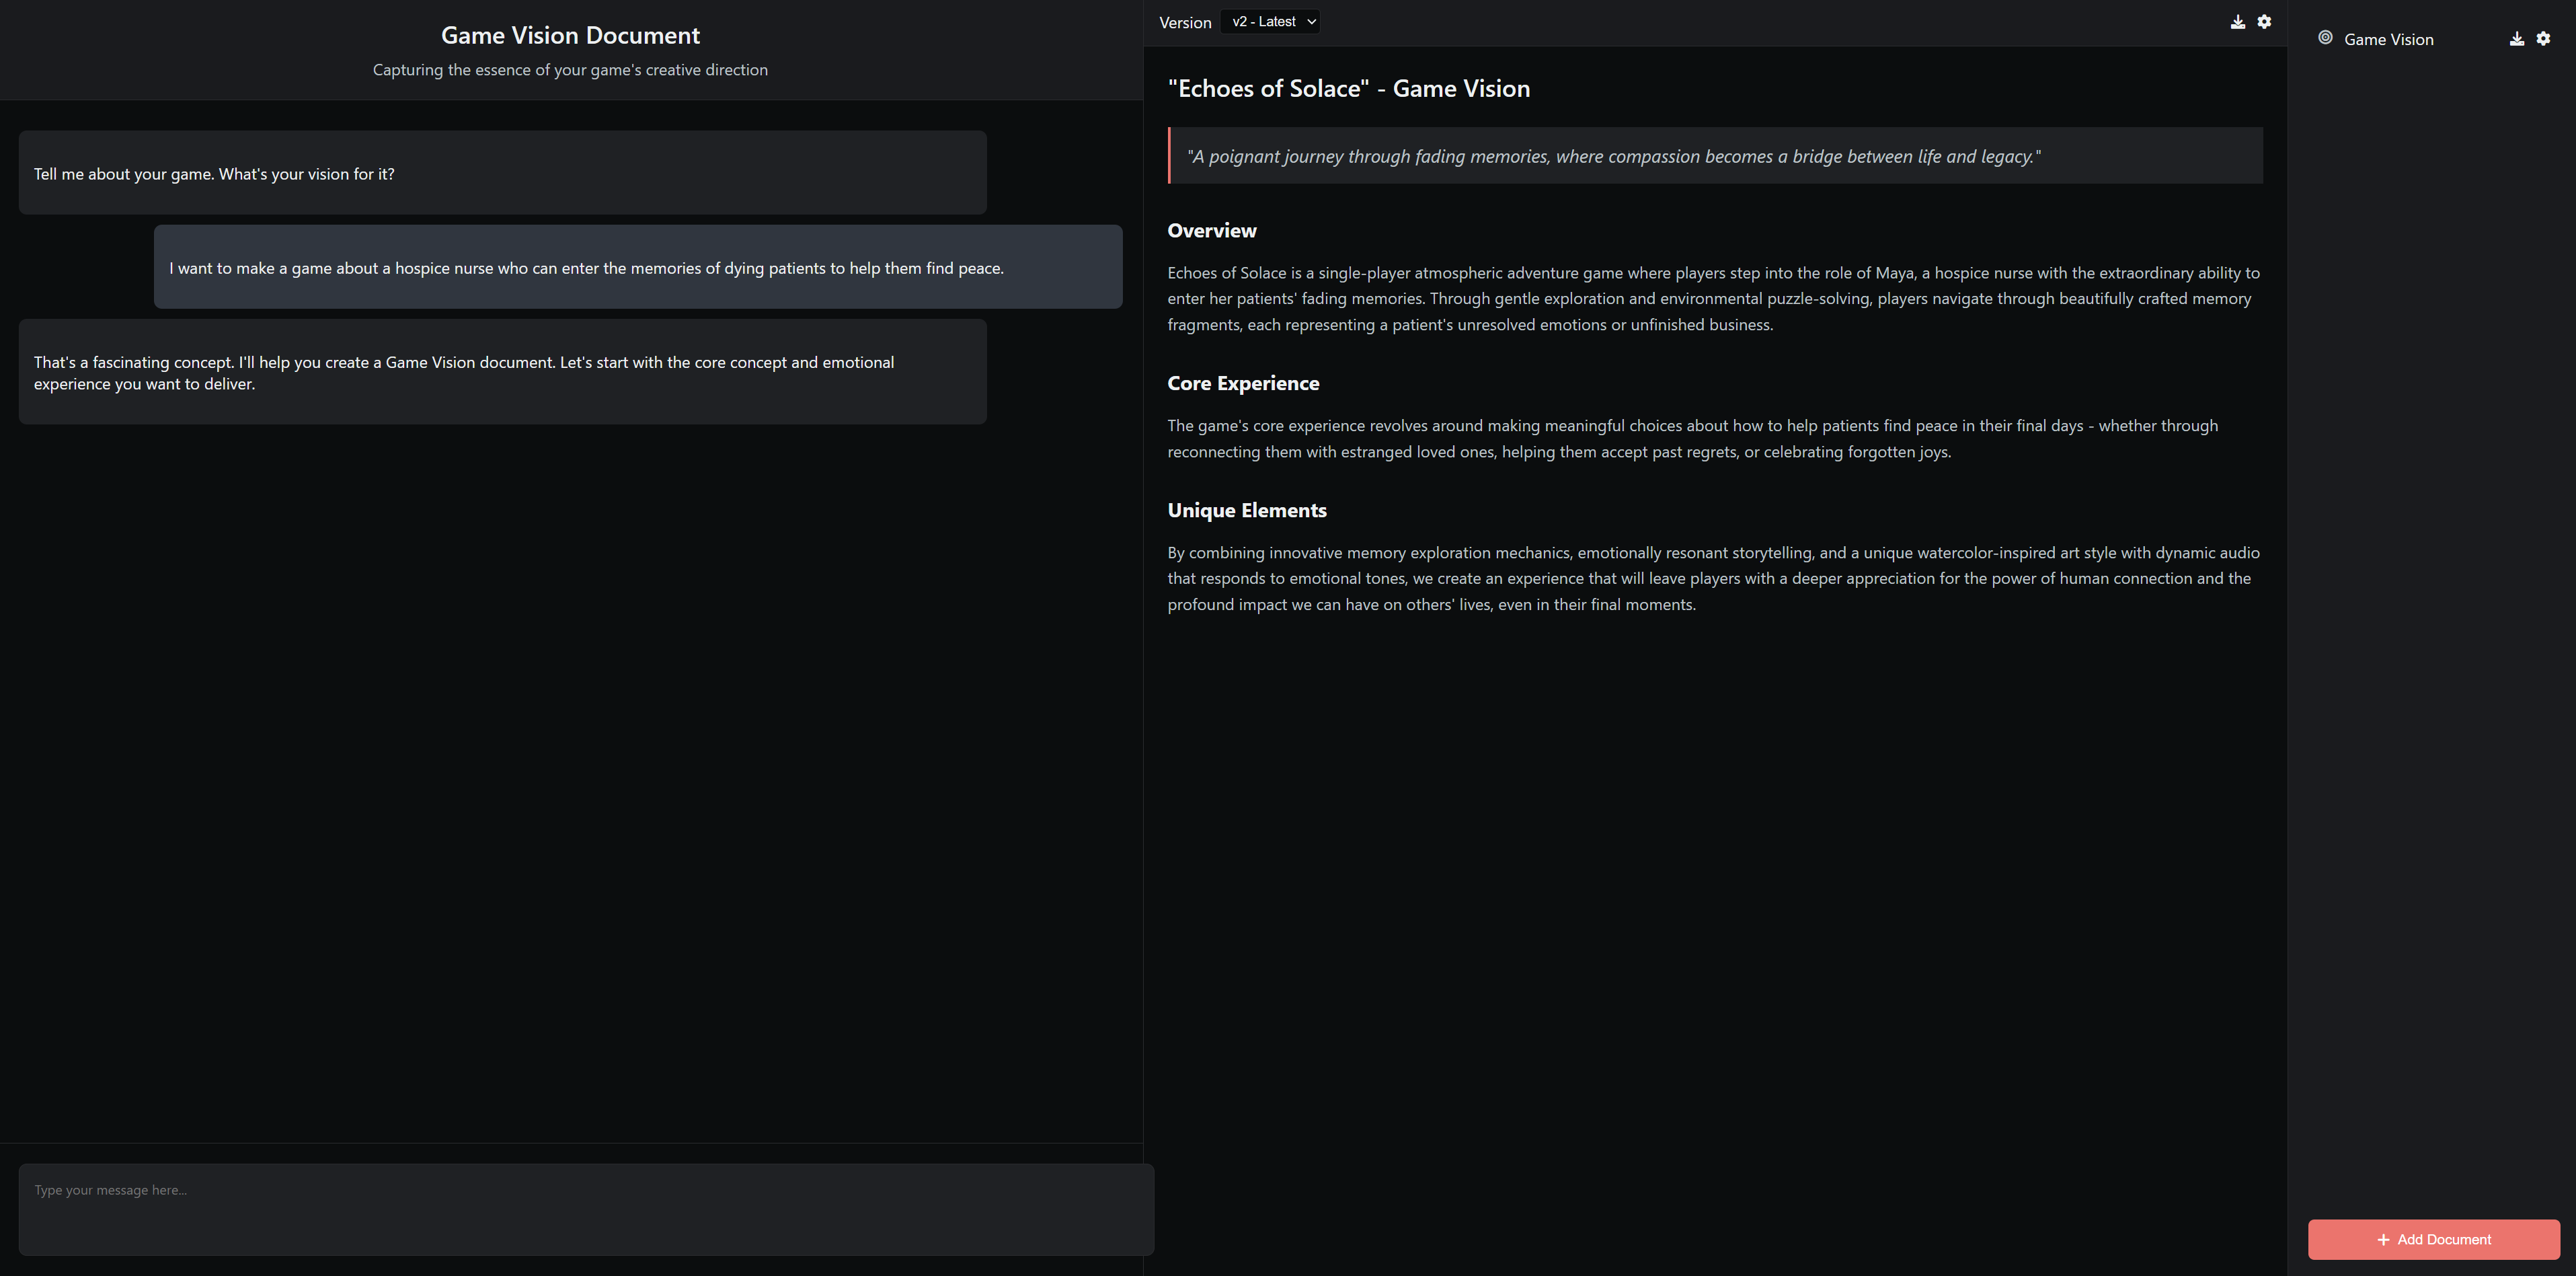 Game Vision Document
Capturing the essence of your game's creative direction
Tell me about your game. What's your vision for it?
I want to make a game about a hospice nurse who can enter the memories of dying patients to help them find peace.
That's a fascinating concept. I'll help you create a Game Vision document. Let's start with the core concept and emotional
experience you want to deliver.
Type your message here...
Version
v2 - Latest
"Echoes of Solace" - Game Vision
"A poignant journey through fading memories, where compassion becomes a bridge between life and legacy."
Overview
Echoes of Solace is a single-player atmospheric adventure game where players step into the role of Maya, a hospice nurse with the extraordinary ability to
enter her patients' fading memories. Through gentle exploration and environmental puzzle-solving, players navigate through beautifully crafted memory
fragments, each representing a patient's unresolved emotions or unfinished business.
Core Experience
The game's core experience revolves around making meaningful choices about how to help patients find peace in their final days - whether through
reconnecting them with estranged loved ones, helping them accept past regrets, or celebrating forgotten joys.
Unique Elements
By combining innovative memory exploration mechanics, emotionally resonant storytelling, and a unique watercolor-inspired art style with dynamic audio
that responds to emotional tones, we create an experience that will leave players with a deeper appreciation for the power of human connection and the
profound impact we can have on others' lives, even in their final moments.
Game Vision
+ Add Document